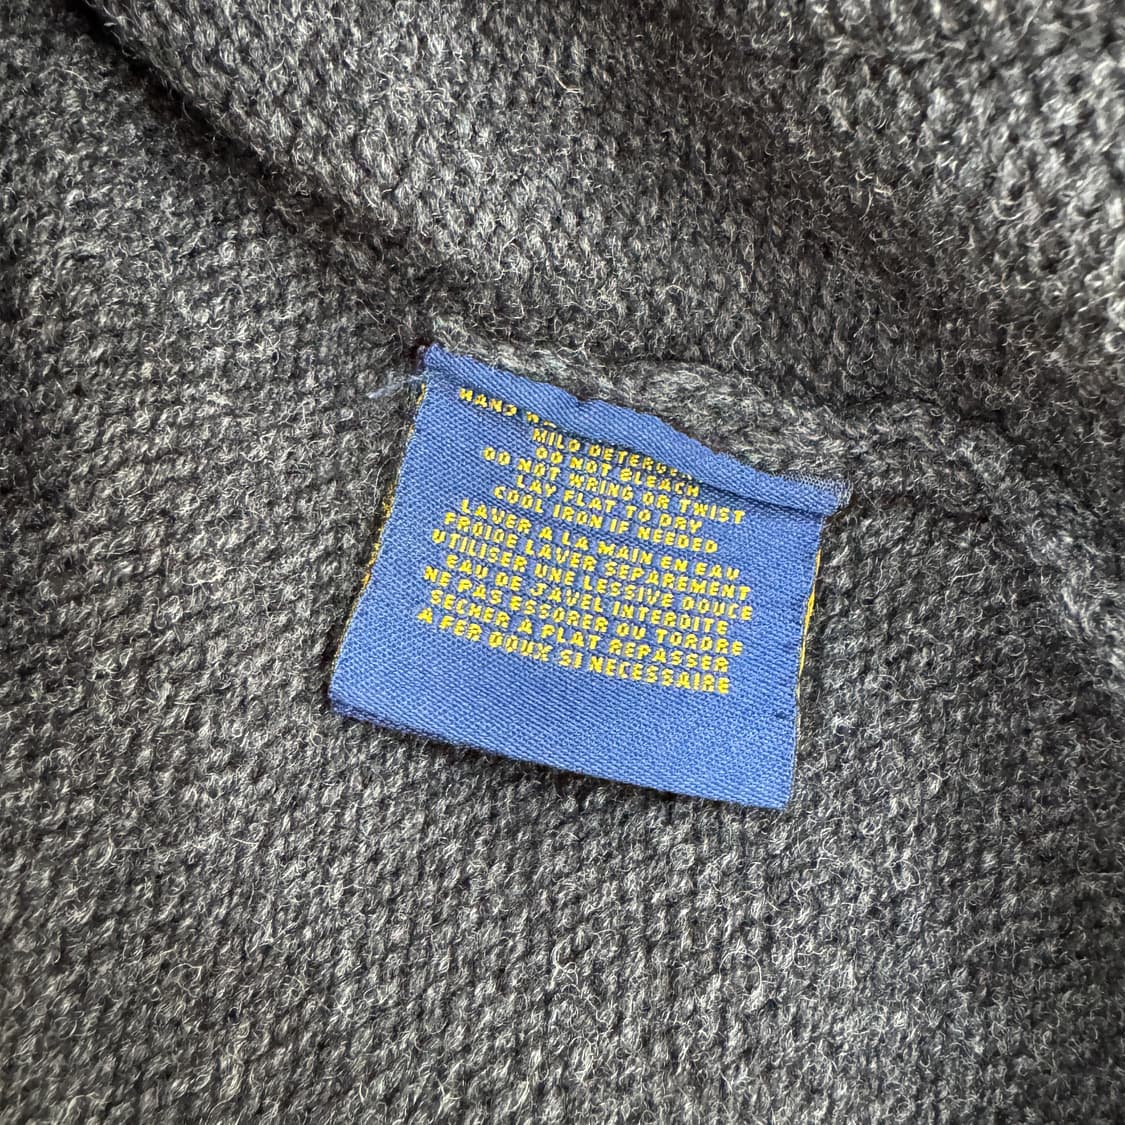 HAND
MILD
DO NOT BLEACH
DO NOT WRING OR TWIST
LAY FLAT TO DRY
COOL IRON IF NEEDED
LAVER A LA MAIN EN EAU
FROIDE LAVER SEPAREMENT
UTILISER UNE LESSIVE DOUCE
EAU DE JAVEL INTERDITE
NE PAS ESSORER OU TORDRE
SECHER A PLAT REPASSER
A FER DOUX SI NECESSAIRE